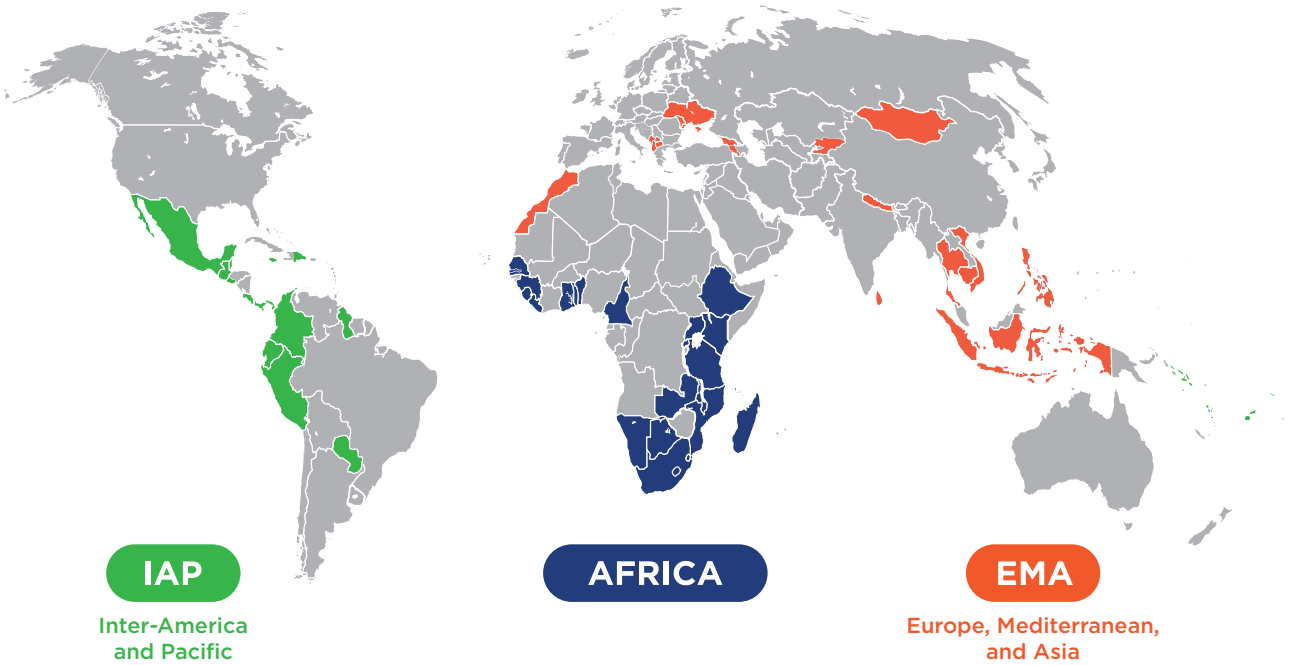 IAP
Inter-America
and Pacific
AFRICA
EMA
Europe, Mediterranean,
and Asia